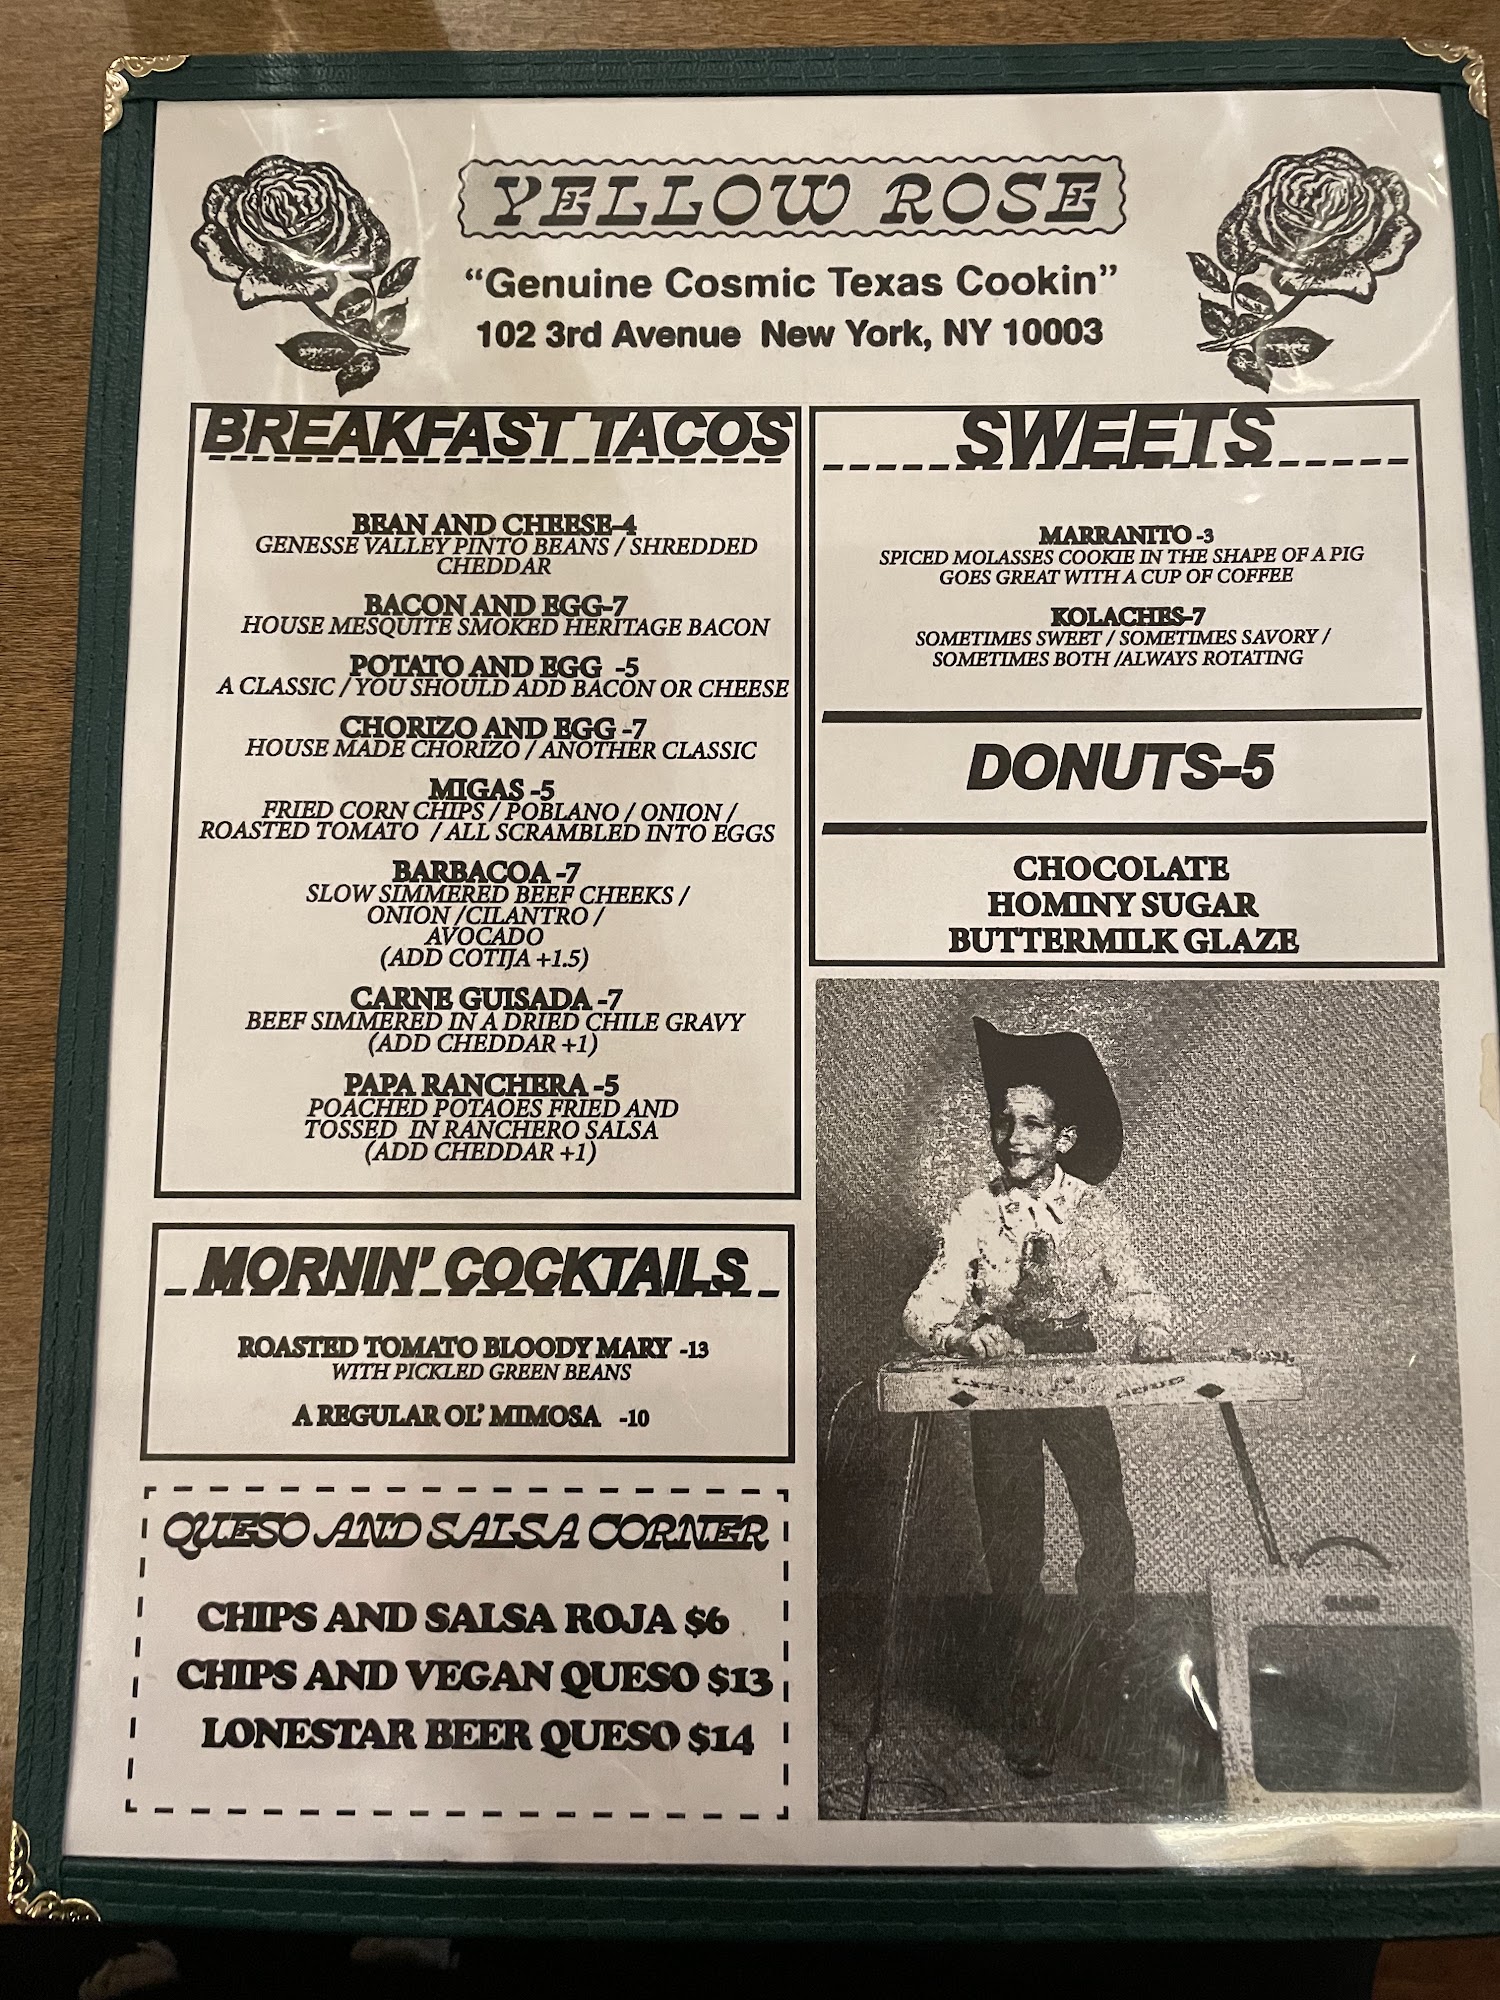 YELLOW ROSE
"Genuine Cosmic Texas Cookin"
102 3rd Avenue New York, NY 10003
BREAKFAST TACOS
BEAN AND CHEESE-4
GENESSE VALLEY PINTO BEANS / SHREDDED
CHEDDAR
BACON AND EGG-7
HOUSE MESQUITE SMOKED HERITAGE BACON
POTATO AND EGG -5
A CLASSIC / YOU SHOULD ADD BACON OR CHEESE
CHORIZO AND EGG -7
HOUSE MADE CHORIZO / ANOTHER CLASSIC
MIGAS -5
FRIED CORN CHIPS / POBLANO / ONION /
ROASTED TOMATO / ALL SCRAMBLED INTO EGGS
BARBACOA -7
SLOW SIMMERED BEEF CHEEKS /
ONION /CILANTRO /
AVOCADO
(ADD COTIJA +1.5)
CARNE GUISADA -7
BEEF SIMMERED IN A DRIED CHILE GRAVY
(ADD CHEDDAR +1)
PAPA RANCHERA -5
POACHED POTAOES FRIED AND
TOSSED IN RANCHERO SALSA
(ADD CHEDDAR +1)
MORNIN' COCKTAILS
ROASTED TOMATO BLOODY MARY -13
WITH PICKLED GREEN BEANS
A REGULAR OL' MIMOSA -10
QUESO AND SALSA CORNER
CHIPS AND SALSA ROJA $6
CHIPS AND VEGAN QUESO $13
LONESTAR BEER QUESO $14
SWEETS
MARRANITO -3
SPICED MOLASSES COOKIE IN THE SHAPE OF A PIG
GOES GREAT WITH A CUP OF COFFEE
KOLACHES-7
SOMETIMES SWEET / SOMETIMES SAVORY /
SOMETIMES BOTH /ALWAYS ROTATING
DONUTS-5
CHOCOLATE
HOMINY SUGAR
BUTTERMILK GLAZE